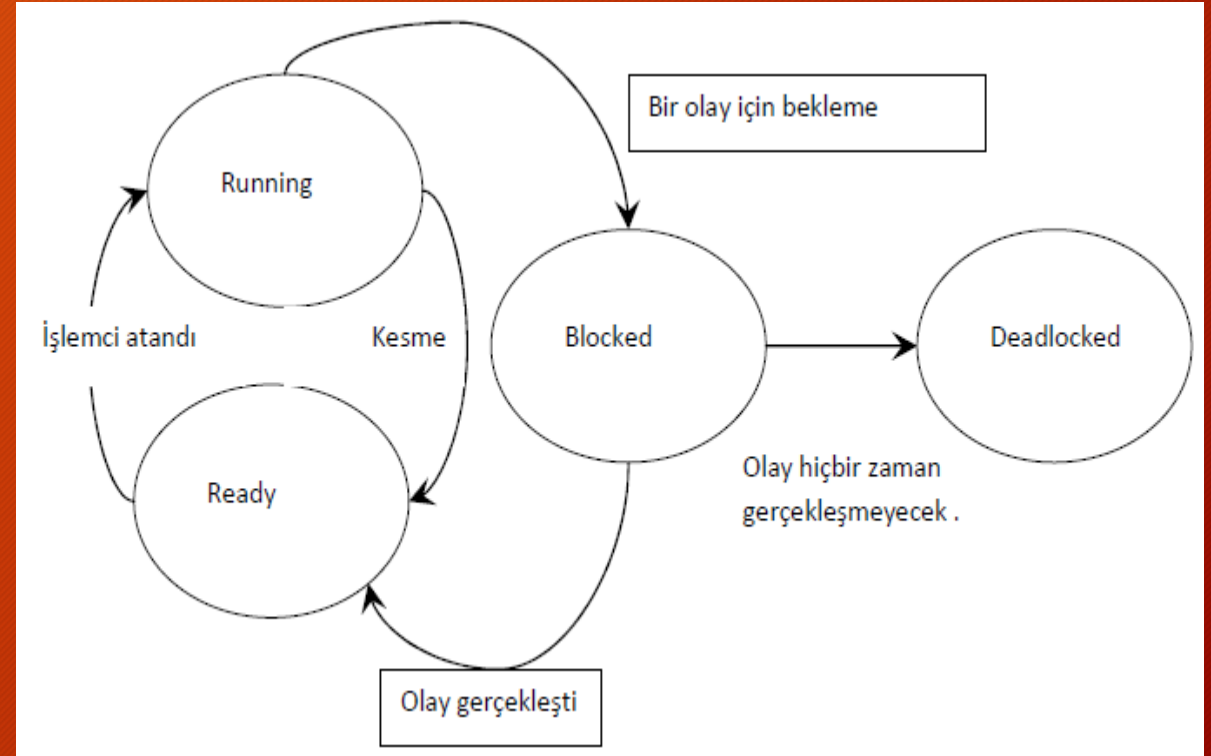 Bir olay için bekleme
Running
İşlemci atandı
Kesme
Blocked
Deadlocked
Olay hiçbir zaman
gerçekleşmeyecek .
Ready
Olay gerçekleşti